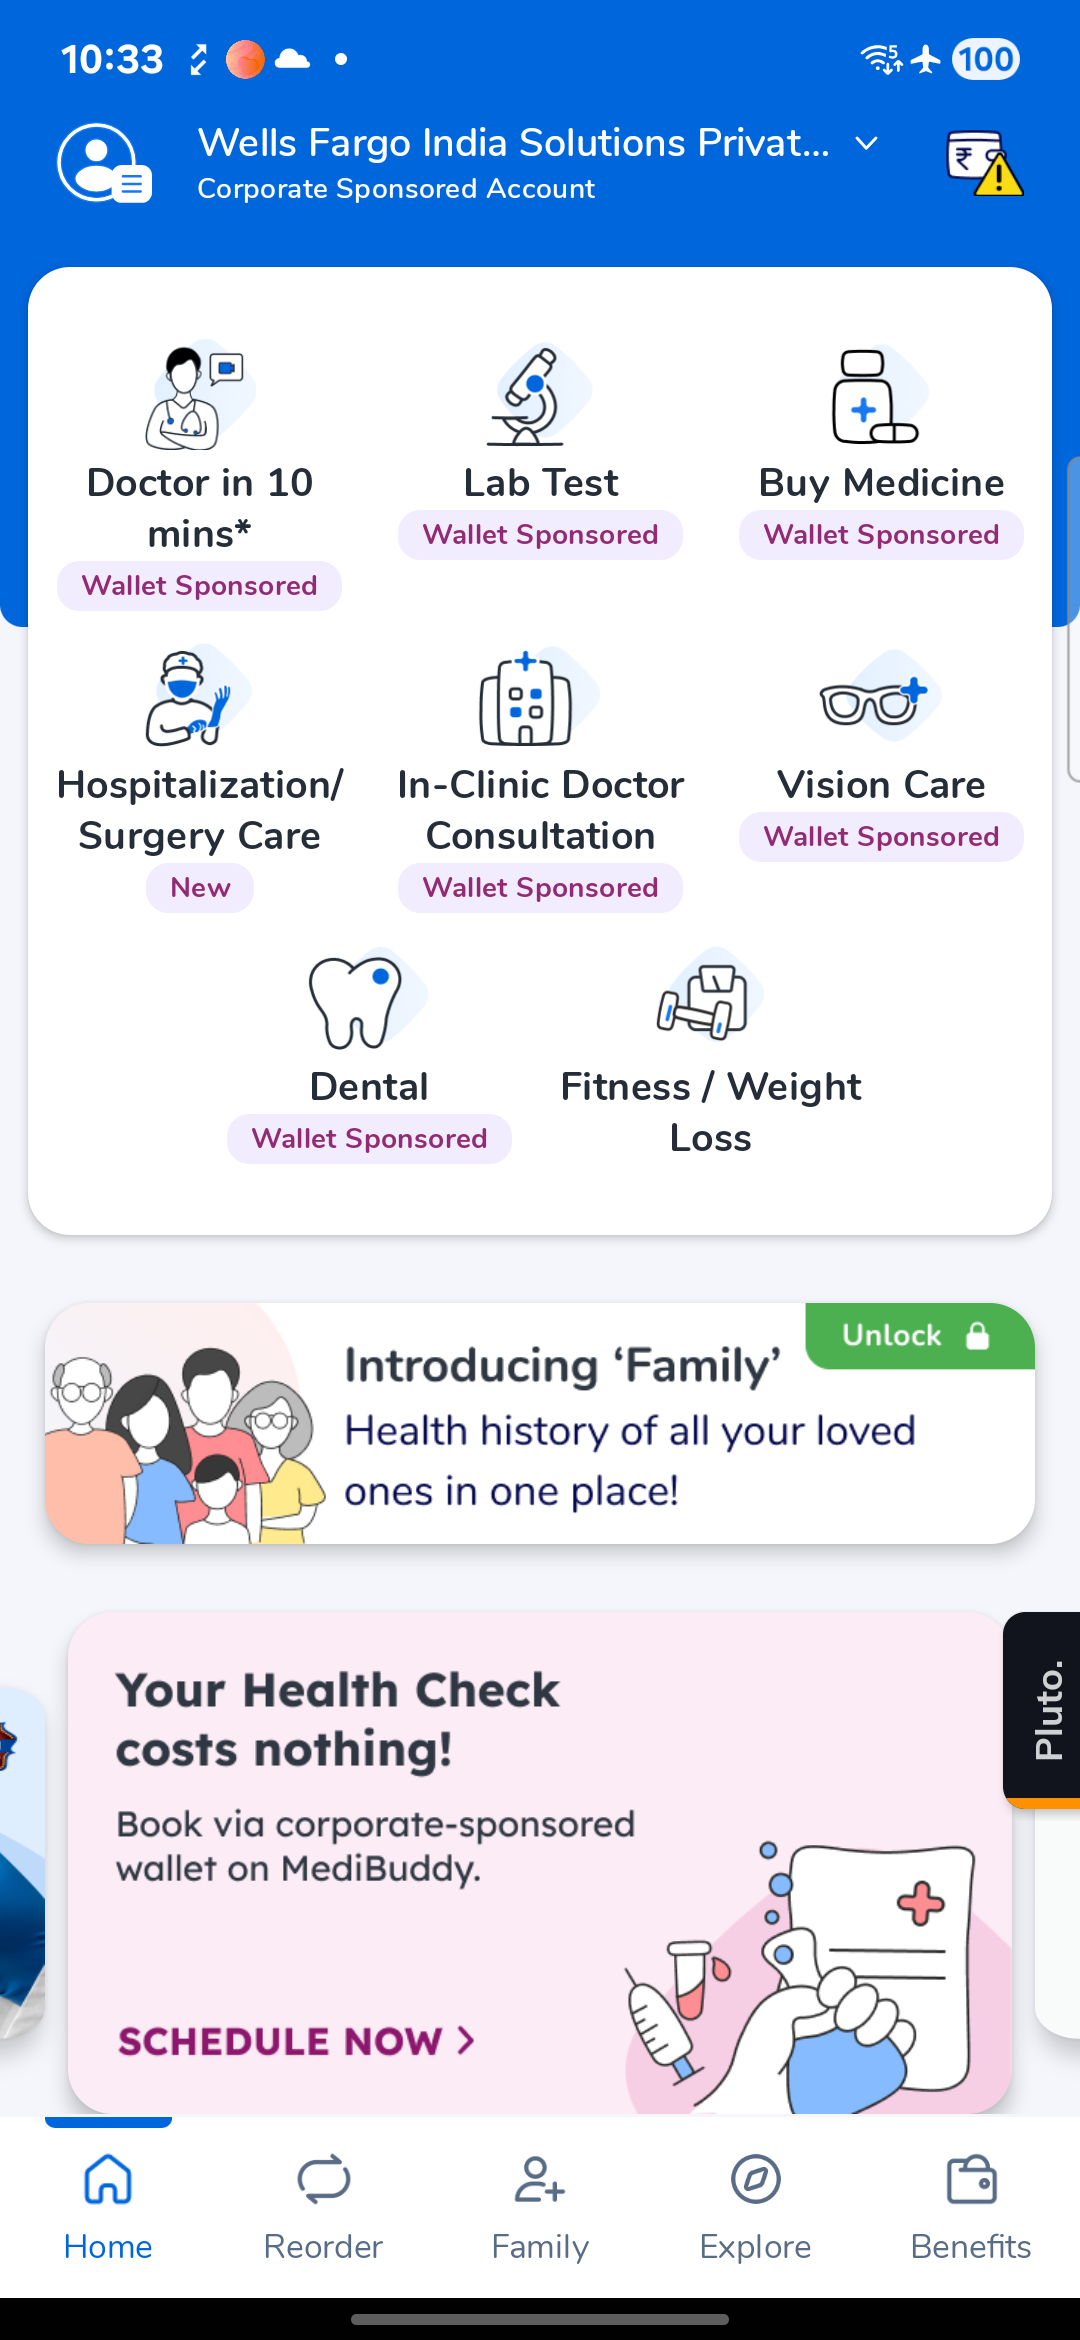 10:33
5
100
Wells Fargo India Solutions Privat...
Corporate Sponsored Account
₹
Doctor in 10
mins*
Wallet Sponsored
Lab Test
Wallet Sponsored
Buy Medicine
Wallet Sponsored
Hospitalization/
Surgery Care
New
In-Clinic Doctor
Consultation
Wallet Sponsored
Vision Care
Wallet Sponsored
Dental
Wallet Sponsored
Fitness / Weight
Loss
Unlock
Introducing ‘Family’
Health history of all your loved
ones in one place!
Your Health Check
costs nothing!
Book via corporate-sponsored
wallet on MediBuddy.
SCHEDULE NOW >
Pluto.
Home
Reorder
Family
Explore
Benefits